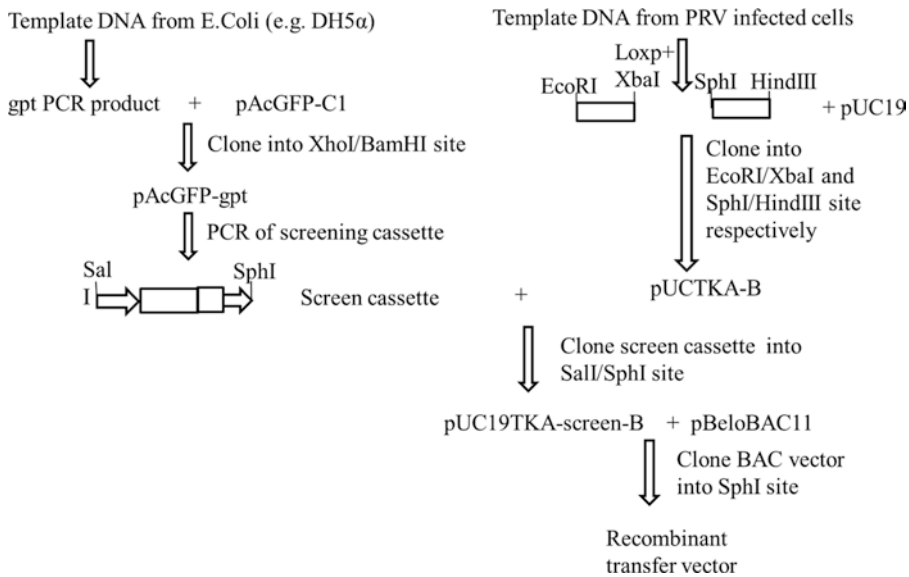 Template DNA from E.Coli (e.g. DH5α)
gpt PCR product + pAcGFP-C1
Clone into XhoI/BamHI site
pAcGFP-gpt
PCR of screening cassette
Sal
I
SphI
Screen cassette
+
Template DNA from PRV infected cells
Loxp+
EcoRI
XbaI
SphI
HindIII
+ pUC19
Clone into
EcoRI/XbaI and
SphI/HindIII site
respectively
pUCTKA-B
Clone screen cassette into
SalI/SphI site
pUC19TKA-screen-B + pBeloBAC11
Clone BAC vector
into SphI site
Recombinant
transfer vector